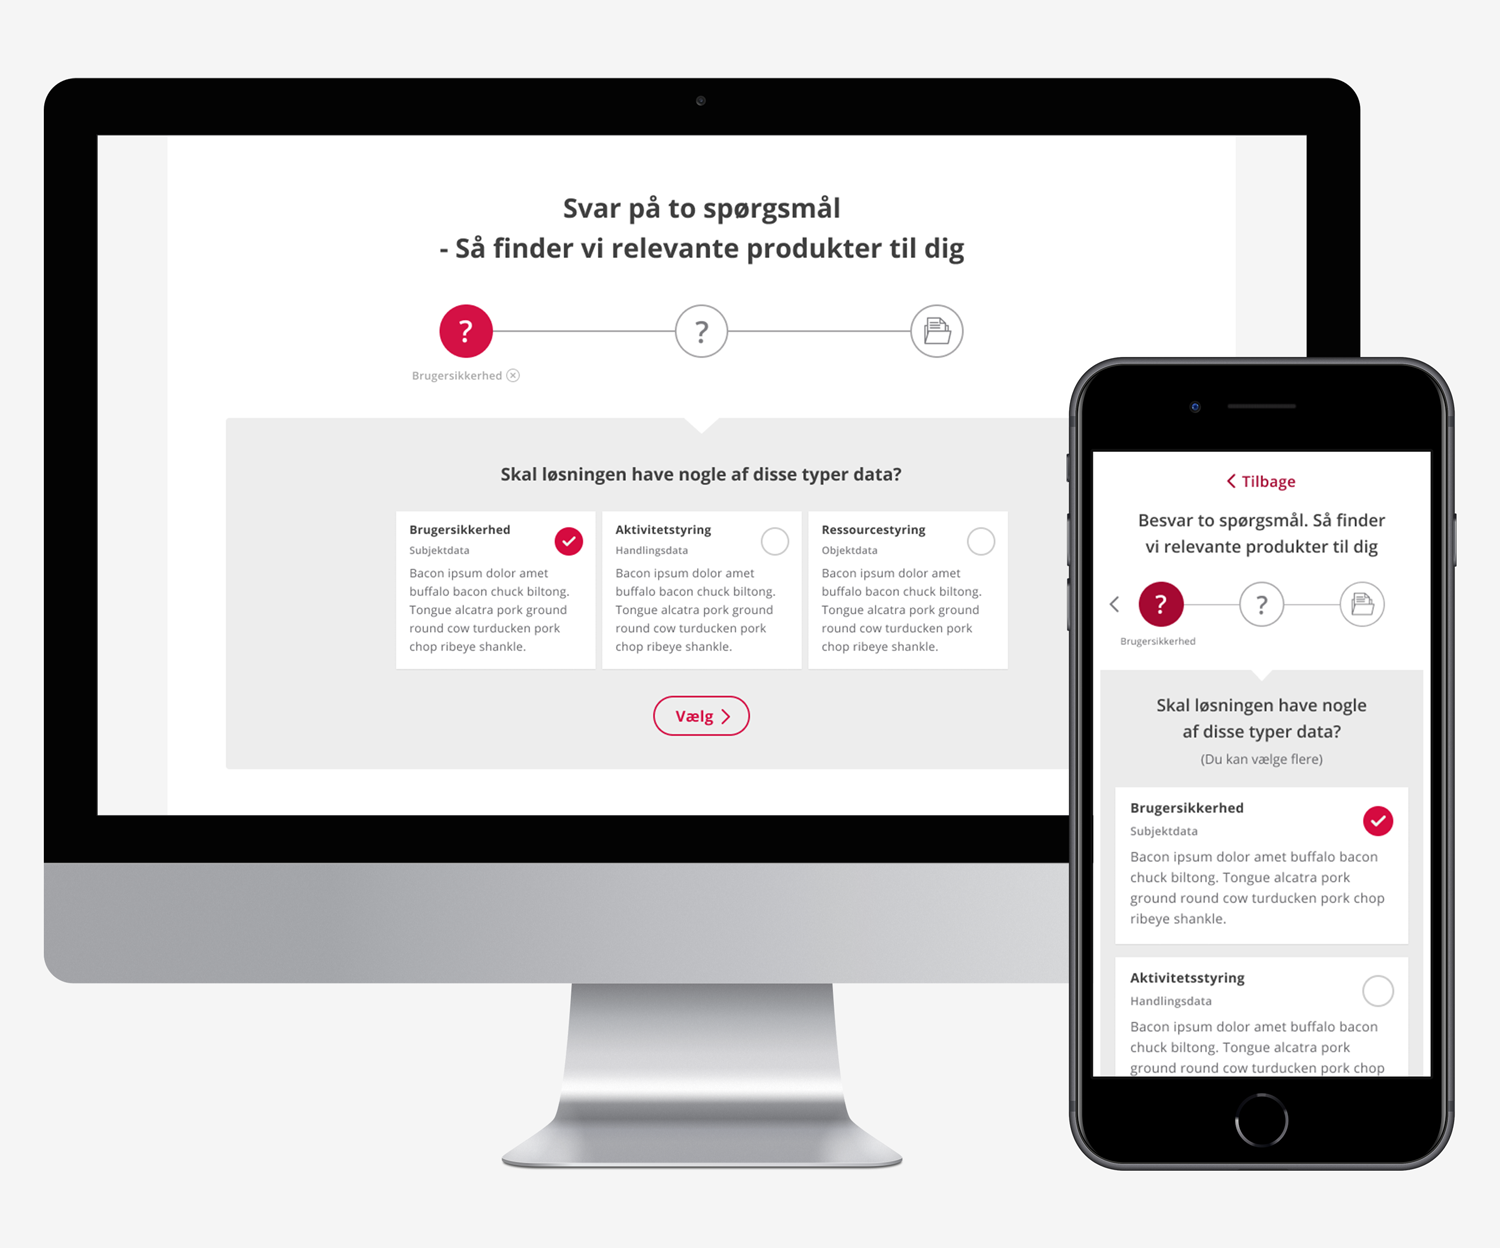 Svar på to spørgsmål
- Så finder vi relevante produkter til dig
?
?
Brugersikkerhed
Skal løsningen have nogle af disse typer data?
Brugersikkerhed
Subjektdata
Bacon ipsum dolor amet
buffalo bacon chuck biltong.
Tongue alcatra pork ground
round cow turducken pork
chop ribeye shankle.
Aktivitetstyring
Handlingsdata
Bacon ipsum dolor amet
buffalo bacon chuck biltong.
Tongue alcatra pork ground
round cow turducken pork
chop ribeye shankle.
Ressourcestyring
Objektdata
Bacon ipsum dolor amet
buffalo bacon chuck biltong.
Tongue alcatra pork ground
round cow turducken pork
chop ribeye shankle.
Vælg
Tilbage
Besvar to spørgsmål. Så finder
vi relevante produkter til dig
?
?
Brugersikkerhed
Skal løsningen have nogle
af disse typer data?
(Du kan vælge flere)
Brugersikkerhed
Subjektdata
Bacon ipsum dolor amet buffalo bacon
chuck biltong. Tongue alcatra pork
ground round cow turducken pork chop
ribeye shankle.
Aktivitetsstyring
Handlingsdata
Bacon ipsum dolor amet buffalo bacon
chuck biltong. Tongue alcatra pork
ground round cow turducken pork chop